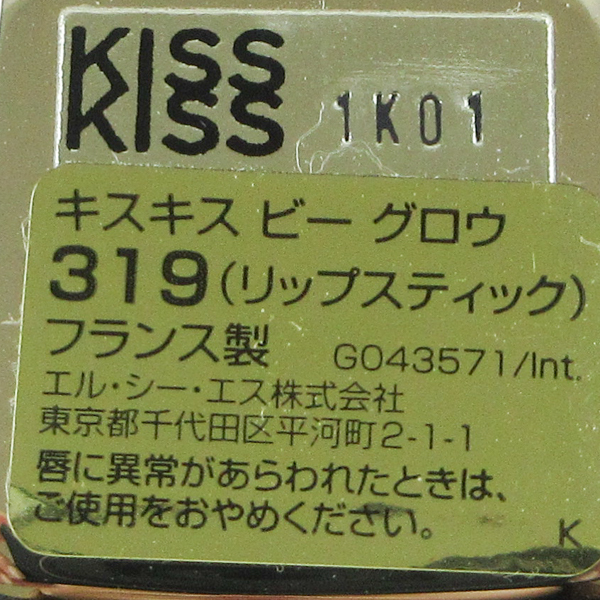 KISS
KISS 1K01
キスキス ビー グロウ
319(リップスティック)
フランス製 G043571/Int.
エル・シー・エス株式会社
東京都千代田区平河町2-1-1
唇に異常があらわれたときは、
ご使用をおやめください。
K